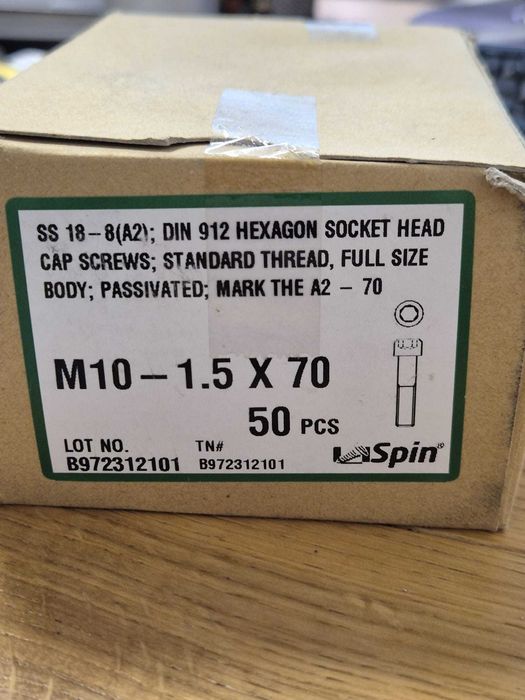 SS 18-8(A2); DIN 912 HEXAGON SOCKET HEAD
CAP SCREWS; STANDARD THREAD, FULL SIZE
BODY; PASSIVATED; MARK THE A2 - 70
M10-1.5 X 70
50 PCS
LOT NO. TN#
B972312101 B972312101
Spin®